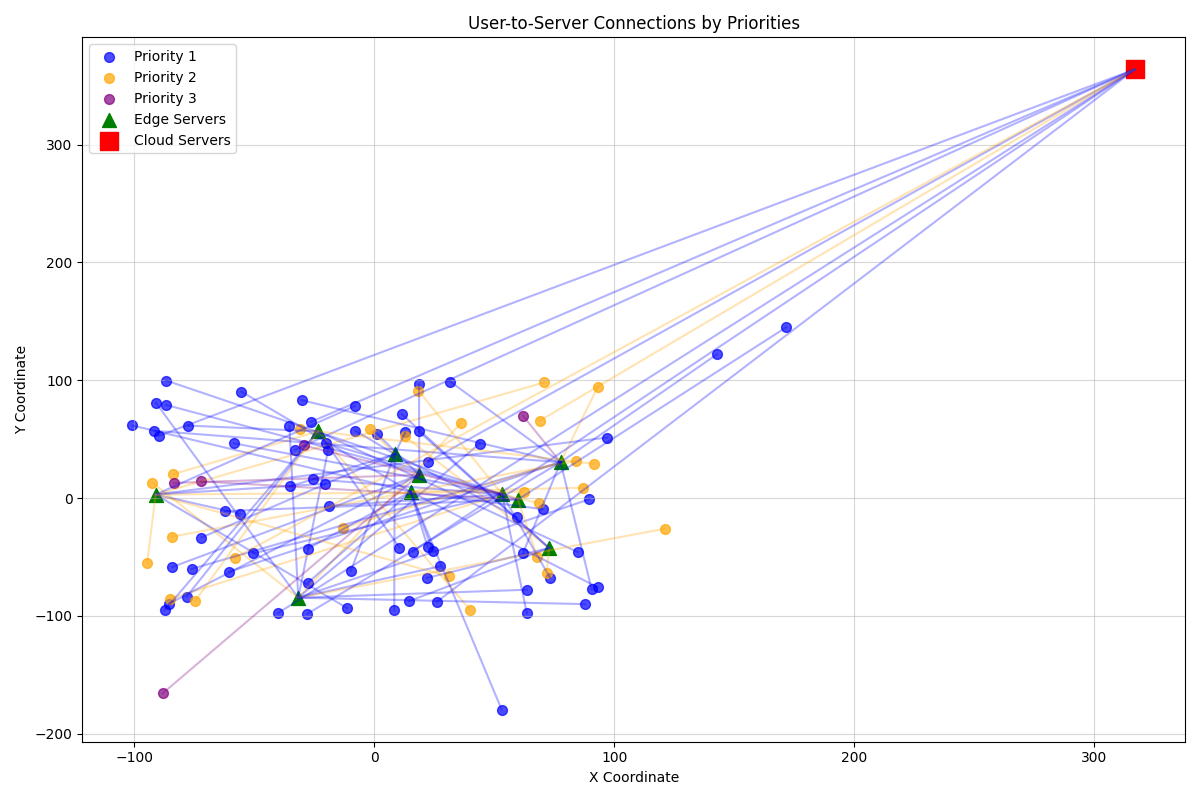 User-to-Server Connections by Priorities
Priority 1
Priority 2
Priority 3
Edge Servers
Cloud Servers
Y Coordinate
300
200
100
0
−100
−200
−100
0
100
200
300
X Coordinate